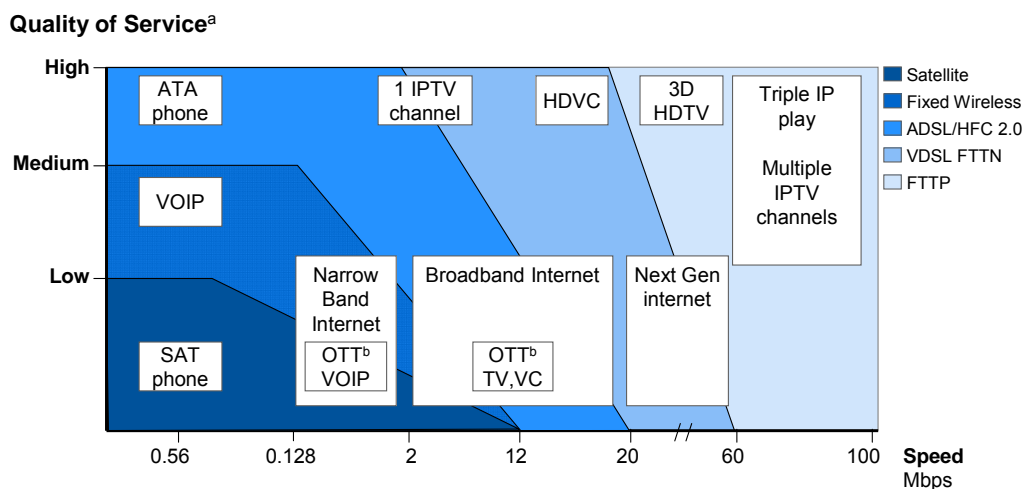 Quality of Serviceᵃ
High
Medium
Low
ATA
phone
1 IPTV
channel
HDVC
3D
HDTV
Triple IP
play
Multiple
IPTV
channels
Satellite
Fixed Wireless
ADSL/HFC 2.0
VDSL FTTN
FTTP
VOIP
Narrow
Band
Internet
OTTᵇ
VOIP
Broadband Internet
OTTᵇ
TV,VC
Next Gen
internet
SAT
phone
0.56
0.128
2
12
20
60
100
Speed
Mbps